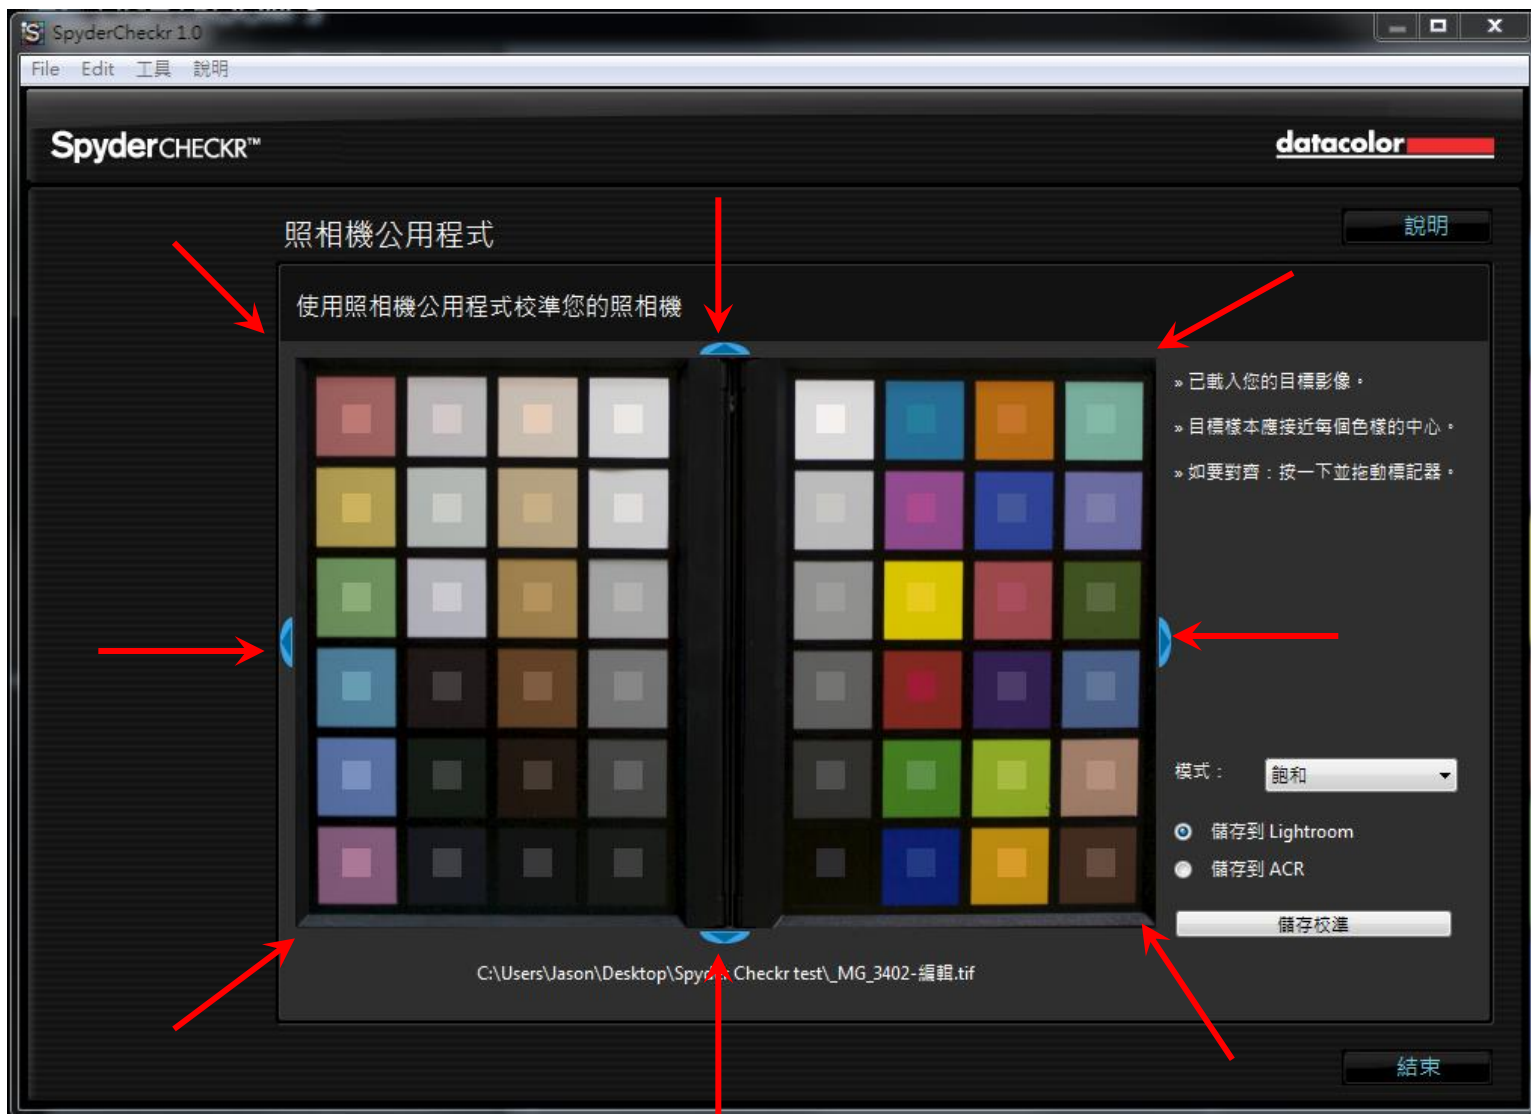 SpyderCheckr 1.0
File Edit 工具 說明
SpyderCHECKR™
datacolor
照相機公用程式
說明
使用照相機公用程式校準您的照相機
» 已載入您的目標影像。
» 目標樣本應接近每個色樣的中心。
» 如要對齊：按一下並拖動標記器。
模式：
飽和
儲存到 Lightroom
儲存到 ACR
儲存校準
C:\Users\Jason\Desktop\Spyder Checkr test\_MG_3402-編輯.tif
結束